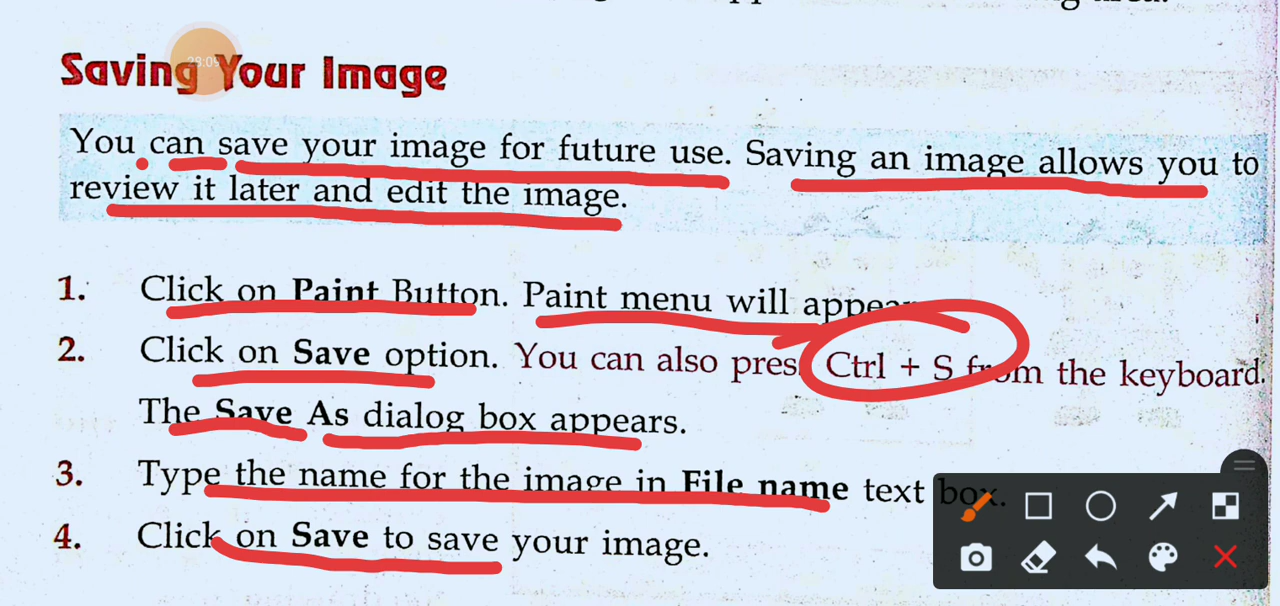 Saving Your Image
You can save your image for future use. Saving an image allows you to
review it later and edit the image.
1. Click on Paint Button. Paint menu will appear
2. Click on Save option. You can also press Ctrl + S from the keyboard.
The Save As dialog box appears.
3. Type the name for the image in File name text box.
4. Click on Save to save your image.